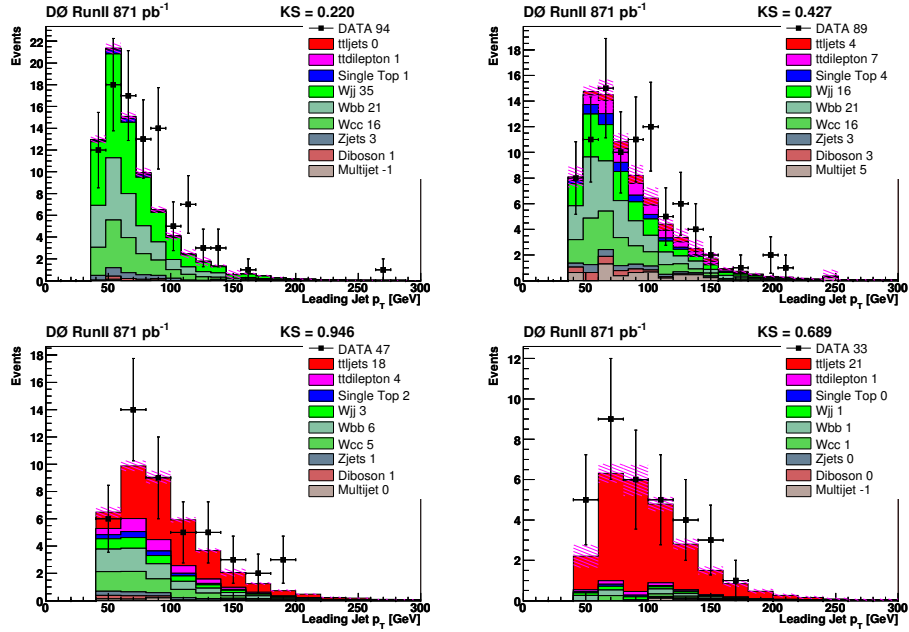 DØ RunII 871 pb-1 KS = 0.220
Events
DATA 94
ttljets 0
ttdilepton 1
Single Top 1
Wjj 35
Wbb 21
Wcc 16
Zjets 3
Diboson 1
Multijet -1
22
20
18
16
14
12
10
8
6
4
2
0
0 50 100 150 200 250 300
Leading Jet pT [GeV]
DØ RunII 871 pb-1 KS = 0.427
Events
DATA 89
ttljets 4
ttdilepton 7
Single Top 4
Wjj 16
Wbb 21
Wcc 16
Zjets 3
Diboson 3
Multijet 5
18
16
14
12
10
8
6
4
2
0
0 50 100 150 200 250 300
Leading Jet pT [GeV]
DØ RunII 871 pb-1 KS = 0.946
Events
DATA 47
ttljets 18
ttdilepton 4
Single Top 2
Wjj 3
Wbb 6
Wcc 5
Zjets 1
Diboson 1
Multijet 0
18
16
14
12
10
8
6
4
2
0
0 50 100 150 200 250 300
Leading Jet pT [GeV]
DØ RunII 871 pb-1 KS = 0.689
Events
DATA 33
ttljets 21
ttdilepton 1
Single Top 0
Wjj 1
Wbb 1
Wcc 1
Zjets 0
Diboson 0
Multijet -1
12
10
8
6
4
2
0
0 50 100 150 200 250 300
Leading Jet pT [GeV]